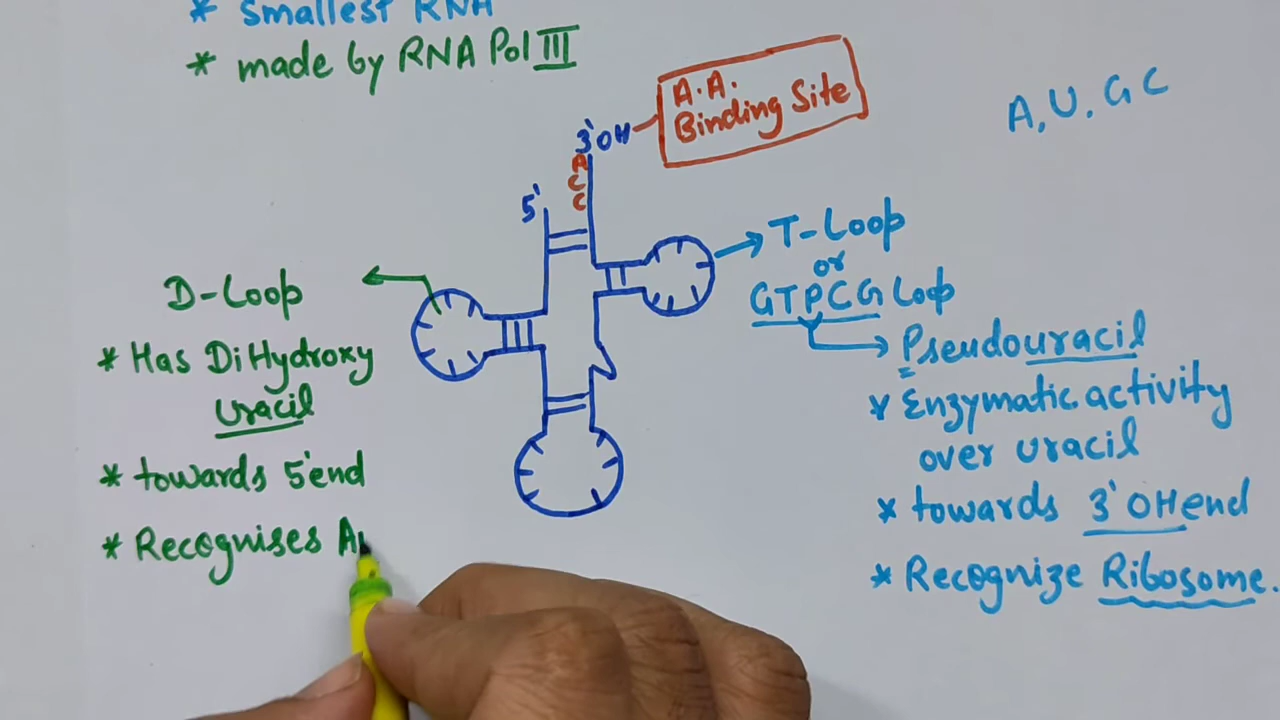 * Smallest RNA
* made by RNA Pol III
A.A.
Binding Site
3'OH
A
C
C
5'
A, U, G C
T-Loop
or
GTPCG Loop
Pseudouracil
* Enzymatic activity
over uracil
* towards 3'OH end
* Recognize Ribosome.
D-Loop
* Has DiHydroxy
Uracil
* towards 5'end
* Recognises